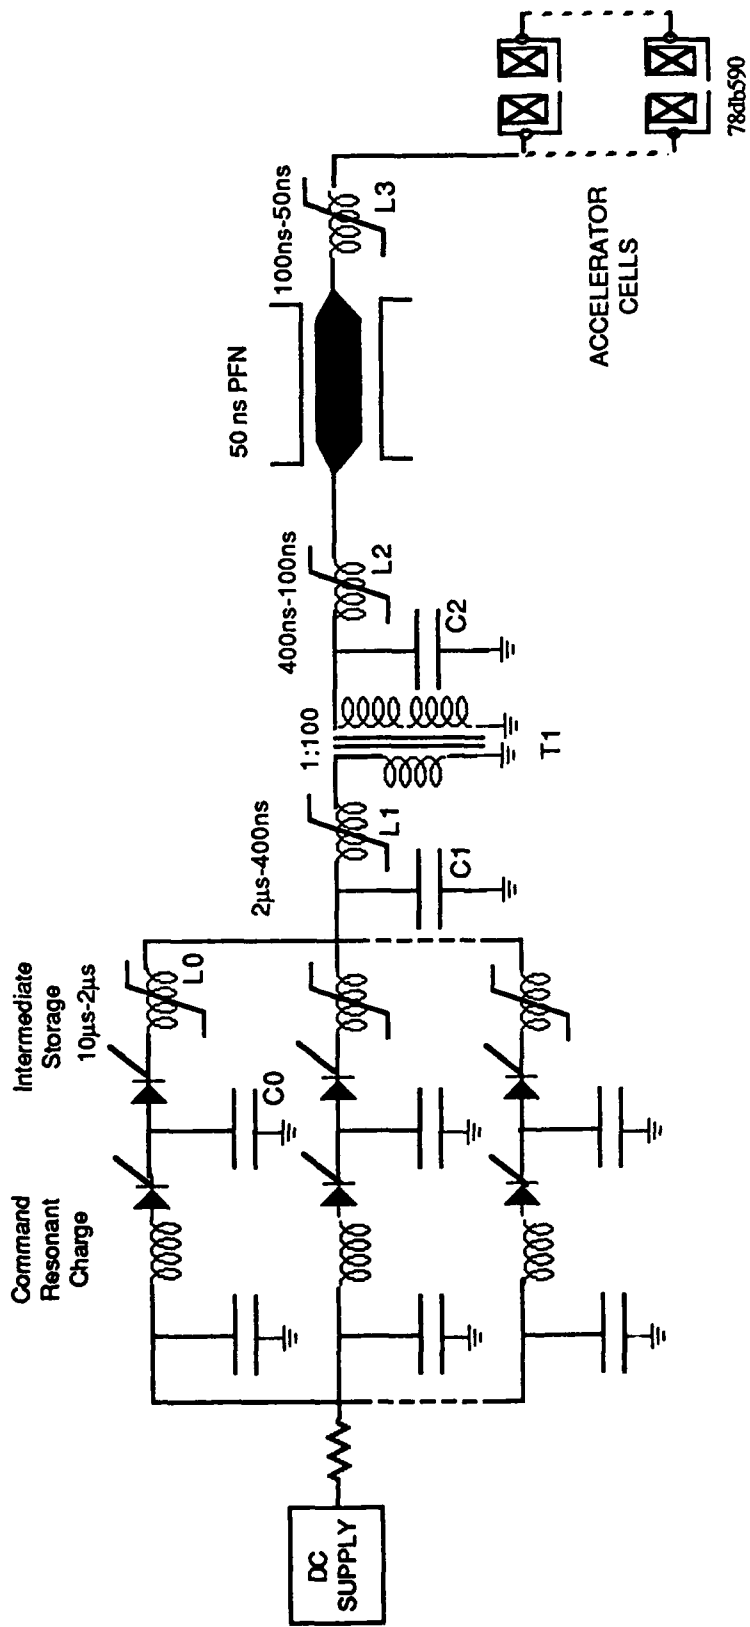 DC
SUPPLY
Command
Resonant
Charge
Intermediate
Storage
10µs-2µs
C0
L0
2µs-400ns
C1
L1
1:100
T1
400ns-100ns
C2
L2
50 ns PFN
100ns-50ns
L3
ACCELERATOR
CELLS
78db590